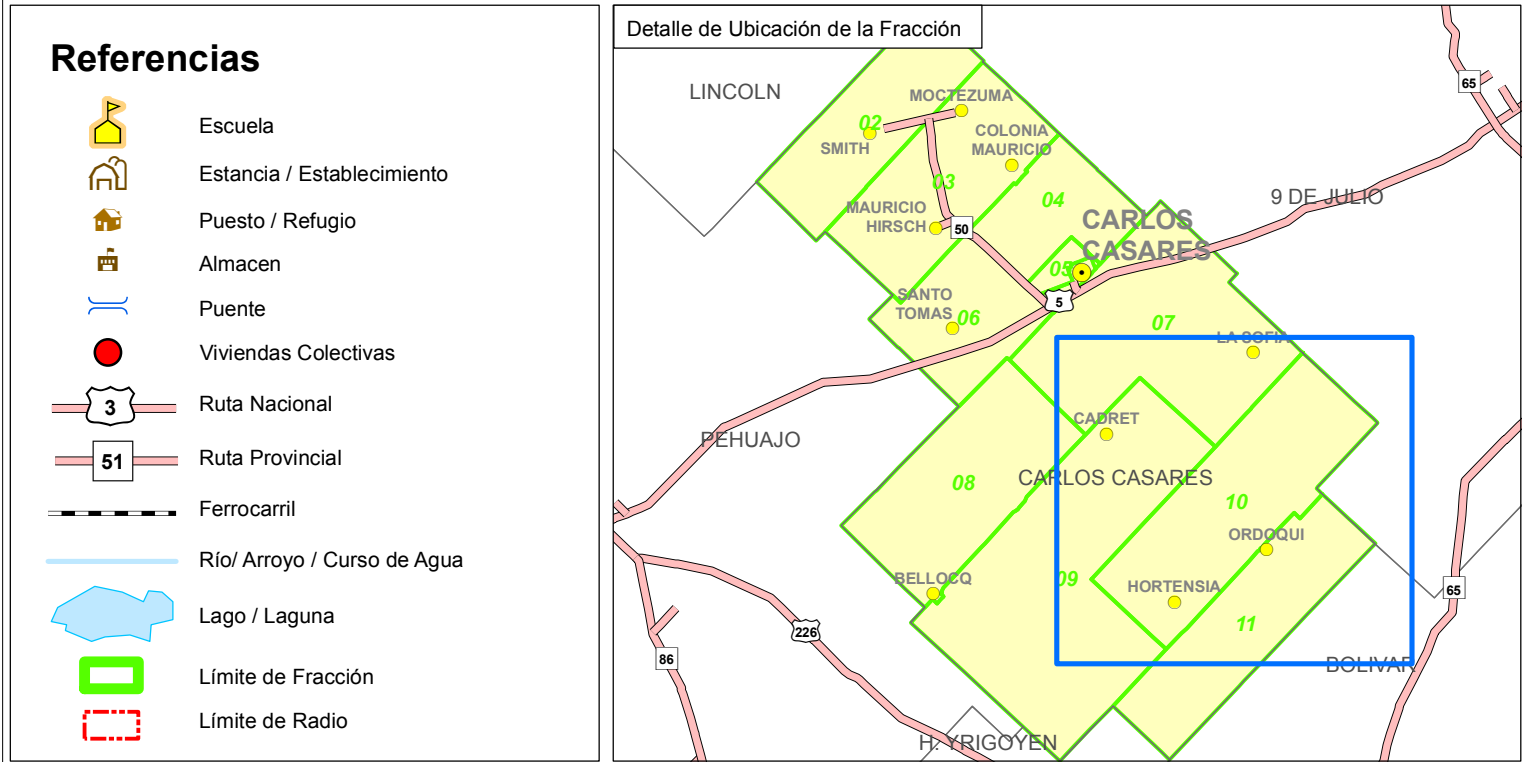 Referencias
Escuela
Estancia / Establecimiento
Puesto / Refugio
Almacen
Puente
Viviendas Colectivas
3
Ruta Nacional
51
Ruta Provincial
Ferrocarril
Río/ Arroyo / Curso de Agua
Lago / Laguna
Límite de Fracción
Límite de Radio
Detalle de Ubicación de la Fracción
LINCOLN
MOCTEZUMA
65
02
SMITH
COLONIA
MAURICIO
03
04
9 DE JULIO
MAURICIO
HIRSCH
50
CARLOS
CASARES
05
SANTO
TOMAS
06
5
07
LA SOFIA
CADRET
PEHUAJO
CARLOS CASARES
08
10
ORDOQUI
BELLOCQ
09
HORTENSIA
65
11
226
86
BOLIVAR
H. YRIGOYEN